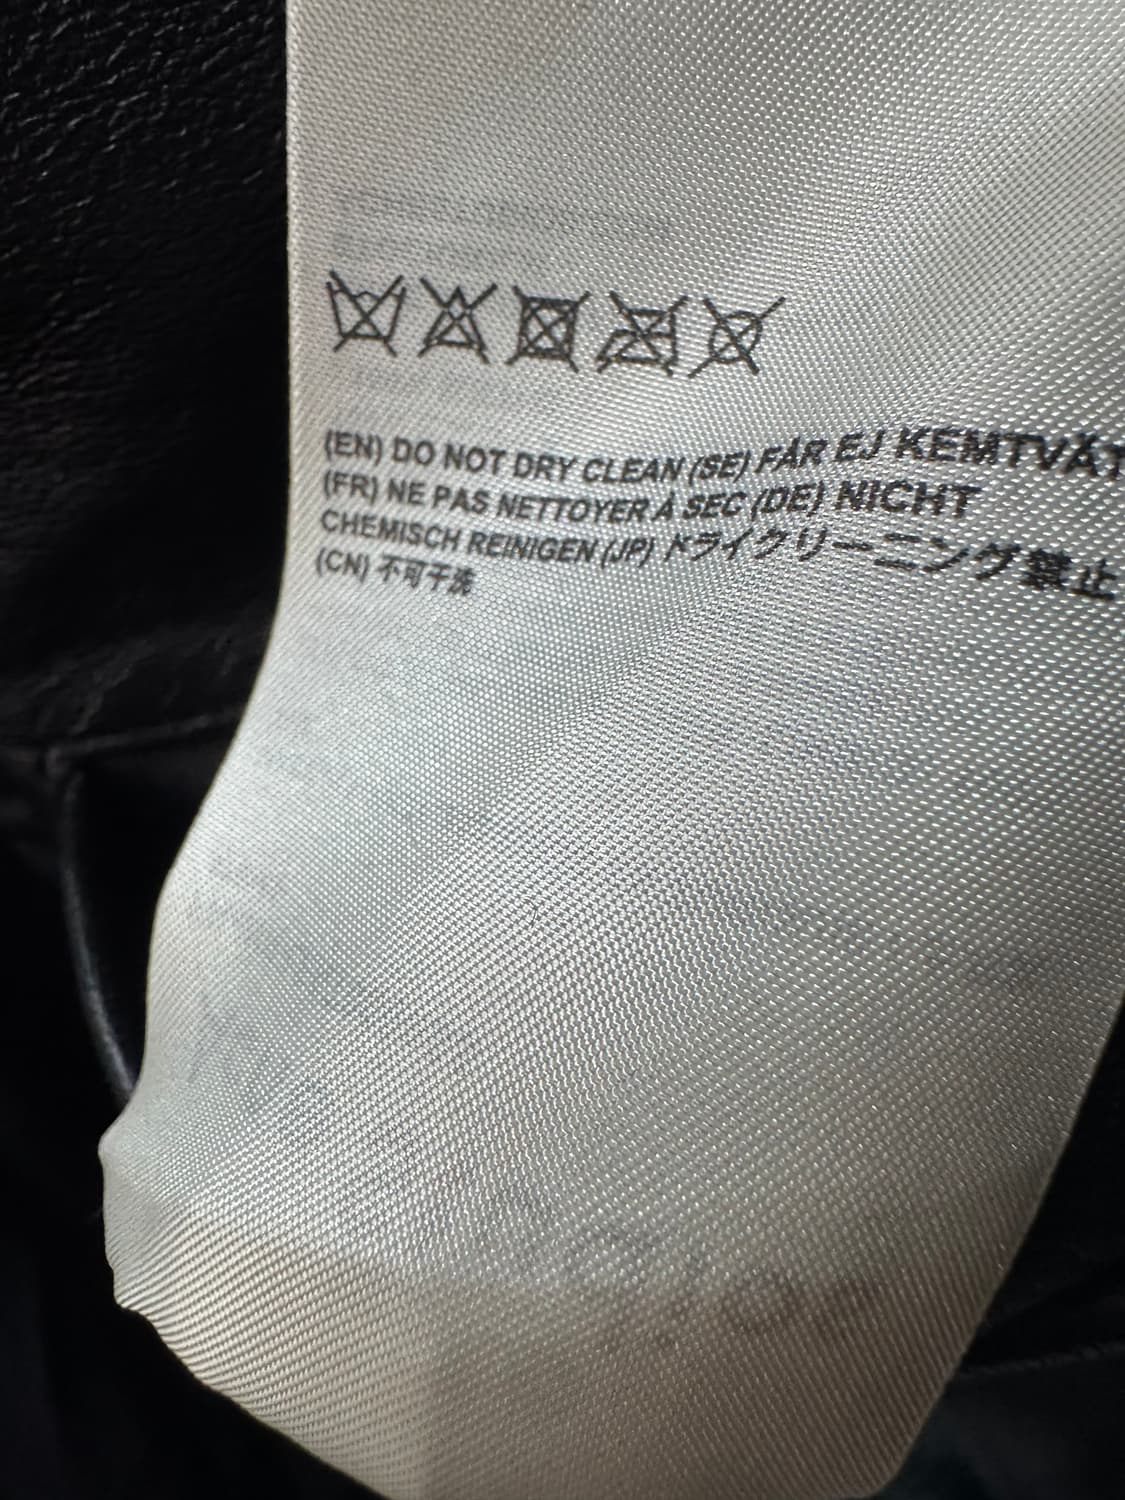 (EN) DO NOT DRY CLEAN (SE) FÅR EJ KEMTVÄT
(FR) NE PAS NETTOYER À SEC (DE) NICHT
CHEMISCH REINIGEN (JP) ドライクリーニング禁止
(CN) 不可干洗